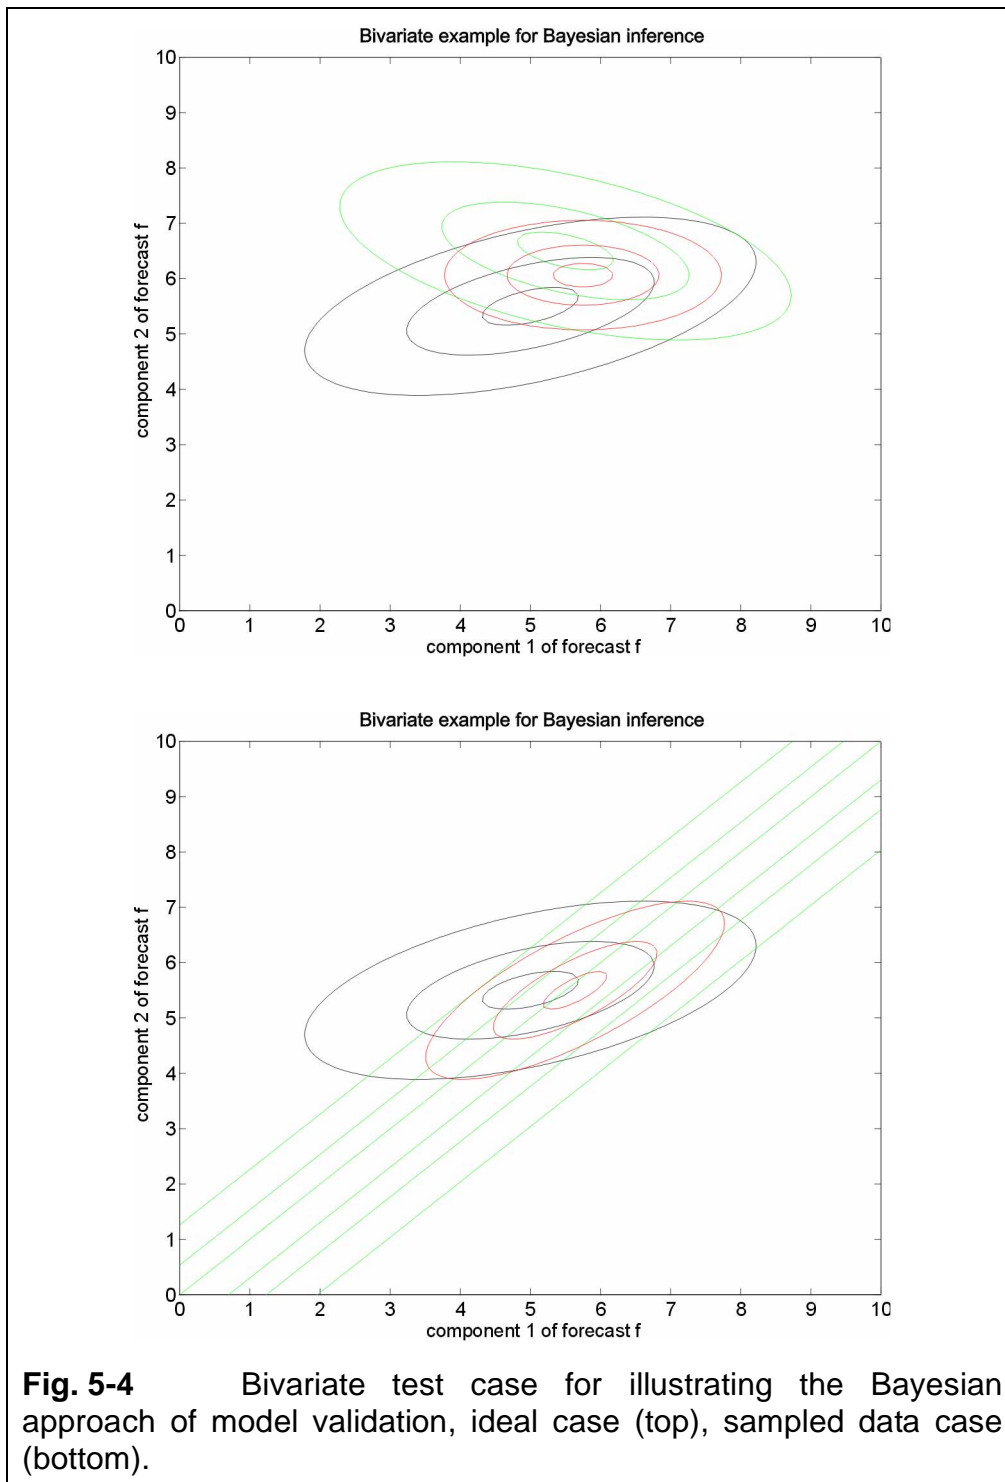 Bivariate example for Bayesian inference
10
9
8
7
6
5
4
3
2
1
0
component 2 of forecast f
0 1 2 3 4 5 6 7 8 9 10
component 1 of forecast f
Bivariate example for Bayesian inference
10
9
8
7
6
5
4
3
2
1
0
component 2 of forecast f
0 1 2 3 4 5 6 7 8 9 10
component 1 of forecast f
Fig. 5-4 Bivariate test case for illustrating the Bayesian
approach of model validation, ideal case (top), sampled data case
(bottom).